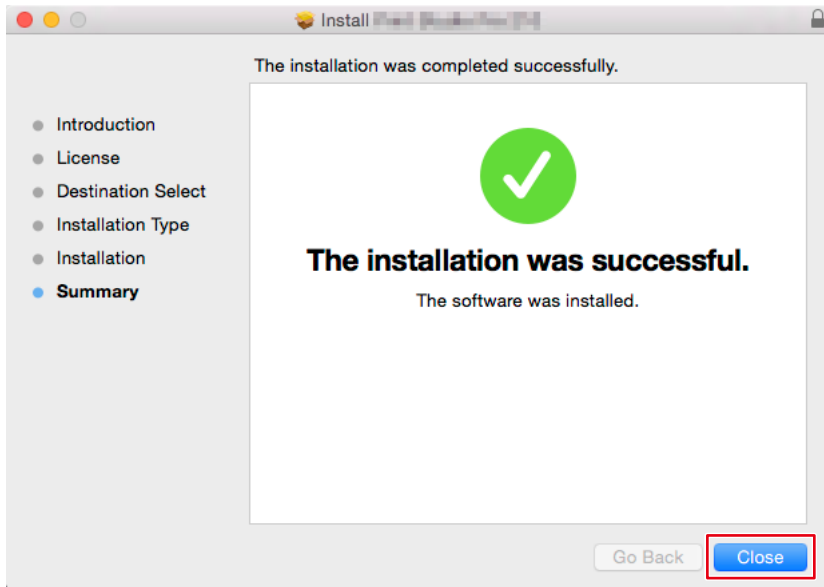 Install
The installation was completed successfully.
Introduction
License
Destination Select
Installation Type
Installation
Summary
The installation was successful.
The software was installed.
Go Back
Close